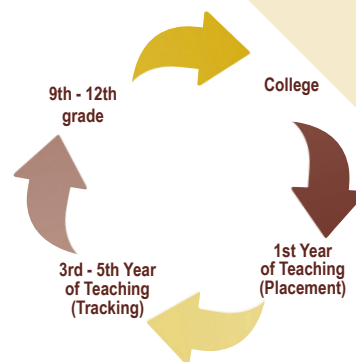 College
9th - 12th
grade
1st Year
of Teaching
(Placement)
3rd - 5th Year
of Teaching
(Tracking)